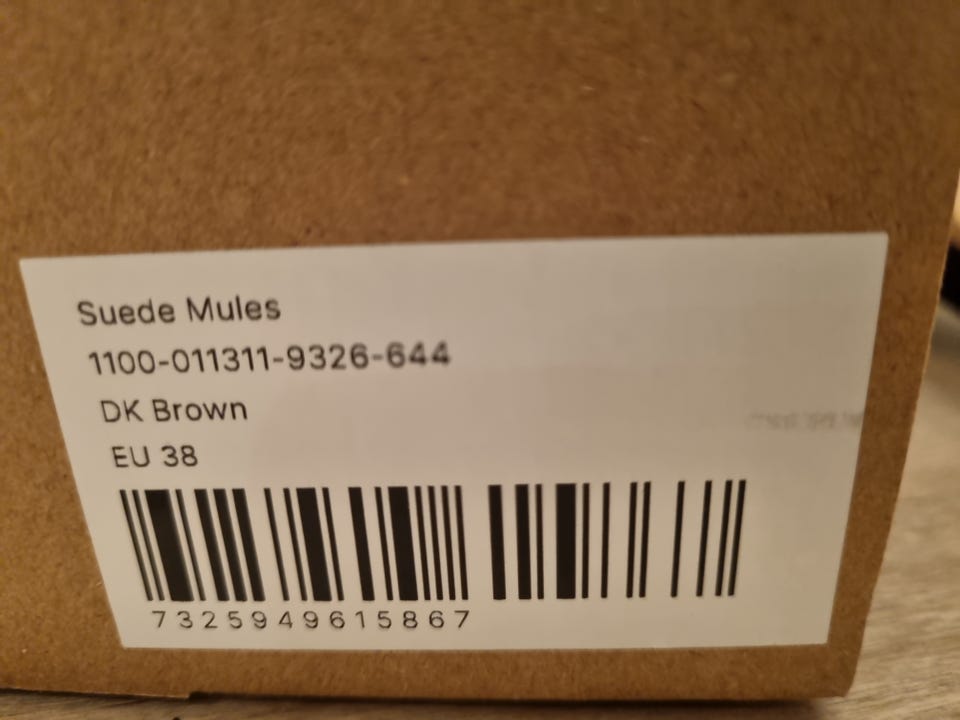 Suede Mules
1100-011311-9326-644
DK Brown
EU 38
7325949615867